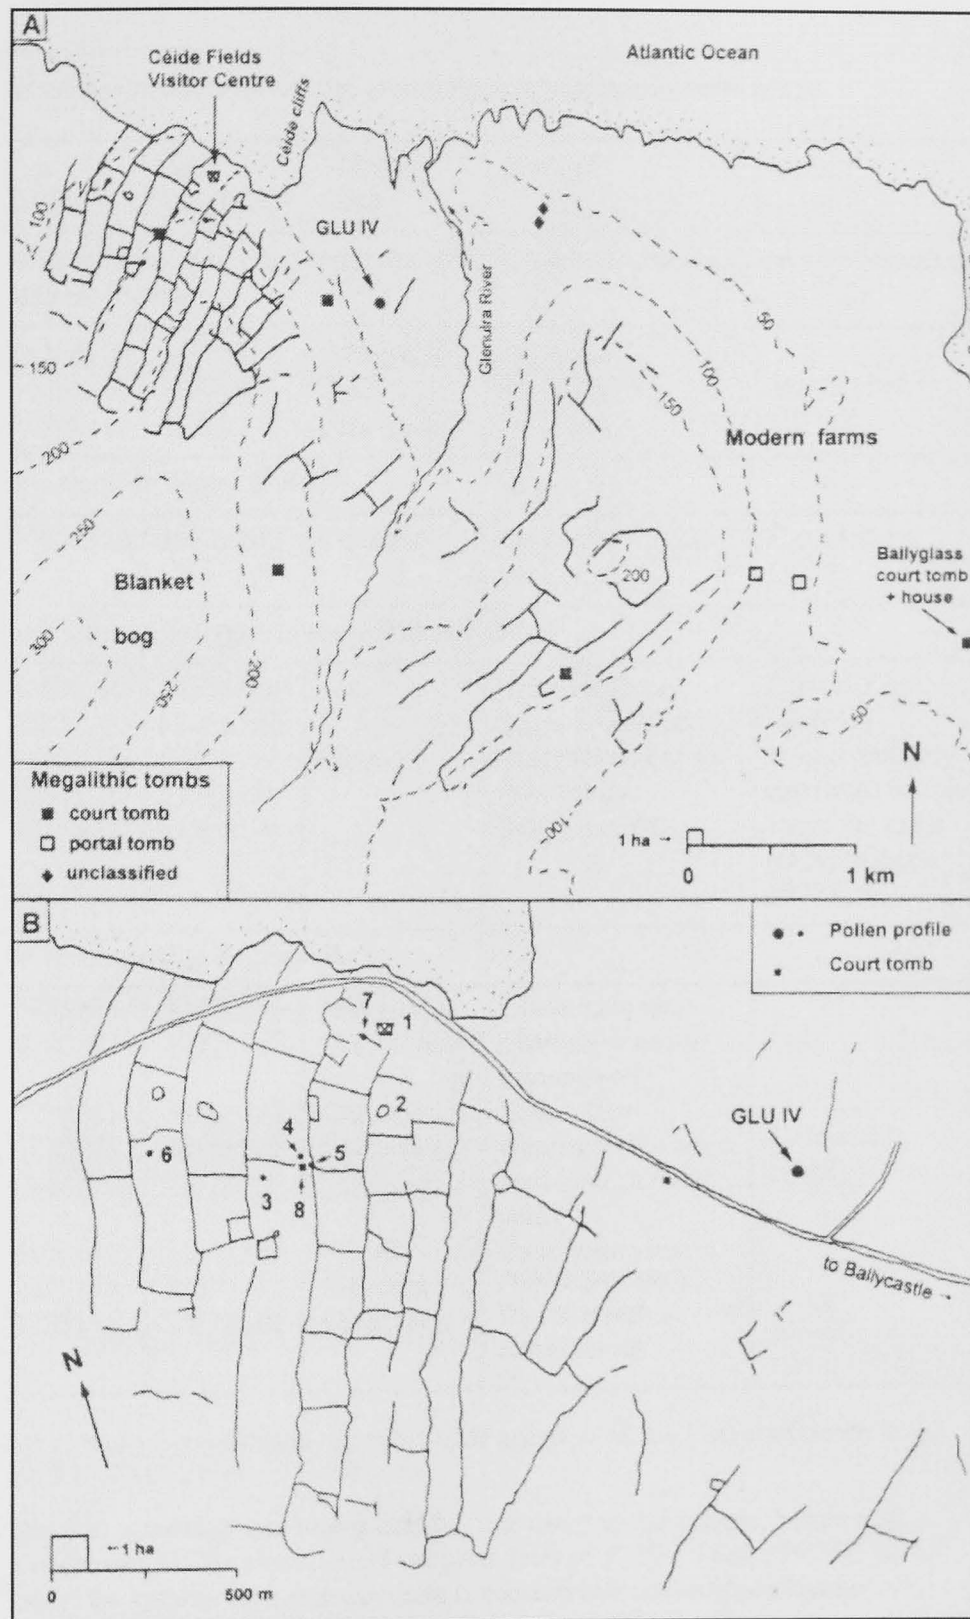 A
Céide Fields
Visitor Centre
Céide cliffs
Atlantic Ocean
GLU IV
Glenulra River
100
150
200
250
300
250
200
50
100
150
Modern farms
200
Blanket
bog
Ballyglass
court tomb
+ house
50
100
N
Megalithic tombs
court tomb
portal tomb
unclassified
1 ha →
0 1 km
B
Pollen profile
Court tomb
7
1
2
GLU IV
4
5
6
3
8
to Ballycastle →
N
←1 ha
0 500 m